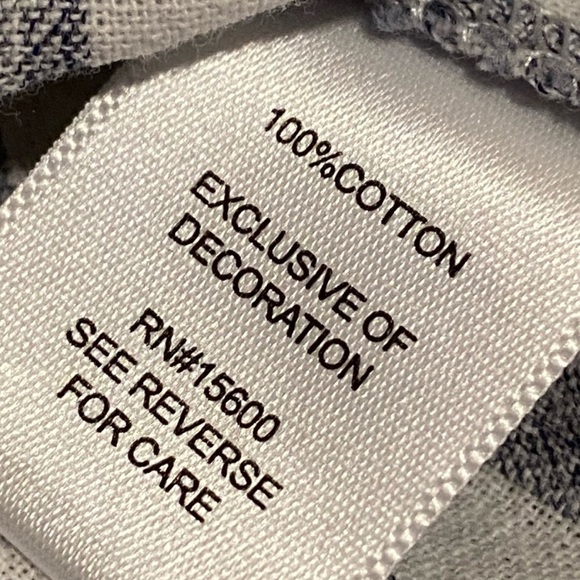 100%COTTON
EXCLUSIVE OF
DECORATION
RN#15600
SEE REVERSE
FOR CARE